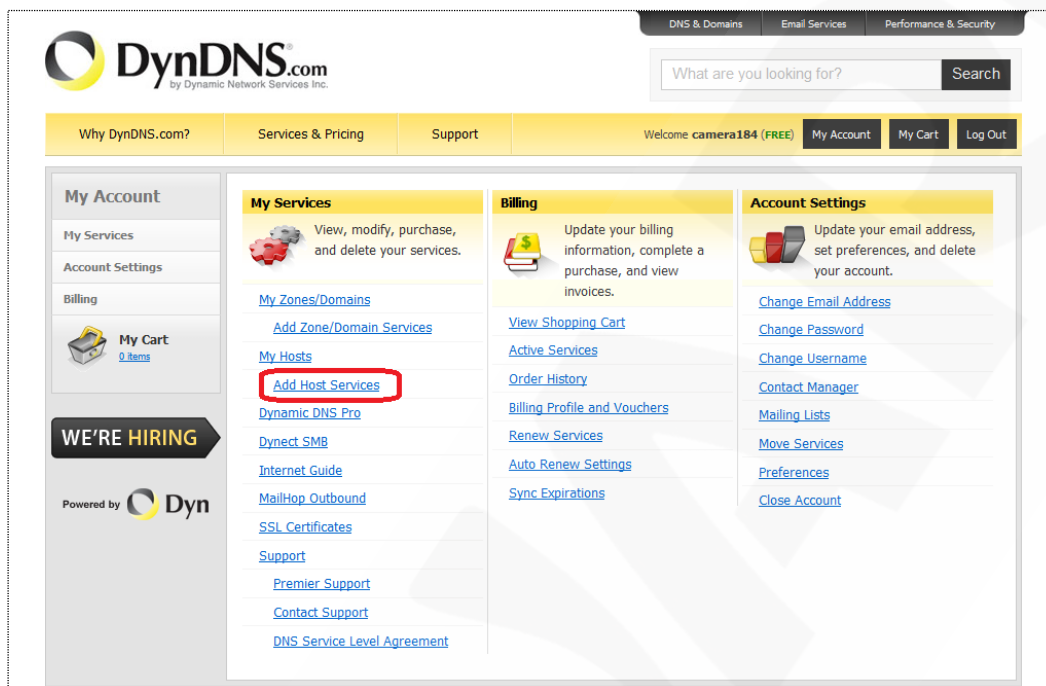 DNS & Domains
Email Services
Performance & Security
DynDNS.com
by Dynamic Network Services Inc.
What are you looking for?
Search
Why DynDNS.com?
Services & Pricing
Support
Welcome camera184 (FREE)
My Account
My Cart
Log Out
My Account
My Services
Account Settings
Billing
My Cart
0 items
WE'RE HIRING
Powered by Dyn
My Services
View, modify, purchase,
and delete your services.
My Zones/Domains
Add Zone/Domain Services
My Hosts
Add Host Services
Dynamic DNS Pro
Dynect SMB
Internet Guide
MailHop Outbound
SSL Certificates
Support
Premier Support
Contact Support
DNS Service Level Agreement
Billing
Update your billing
information, complete a
purchase, and view
invoices.
View Shopping Cart
Active Services
Order History
Billing Profile and Vouchers
Renew Services
Auto Renew Settings
Sync Expirations
Account Settings
Update your email address,
set preferences, and delete
your account.
Change Email Address
Change Password
Change Username
Contact Manager
Mailing Lists
Move Services
Preferences
Close Account